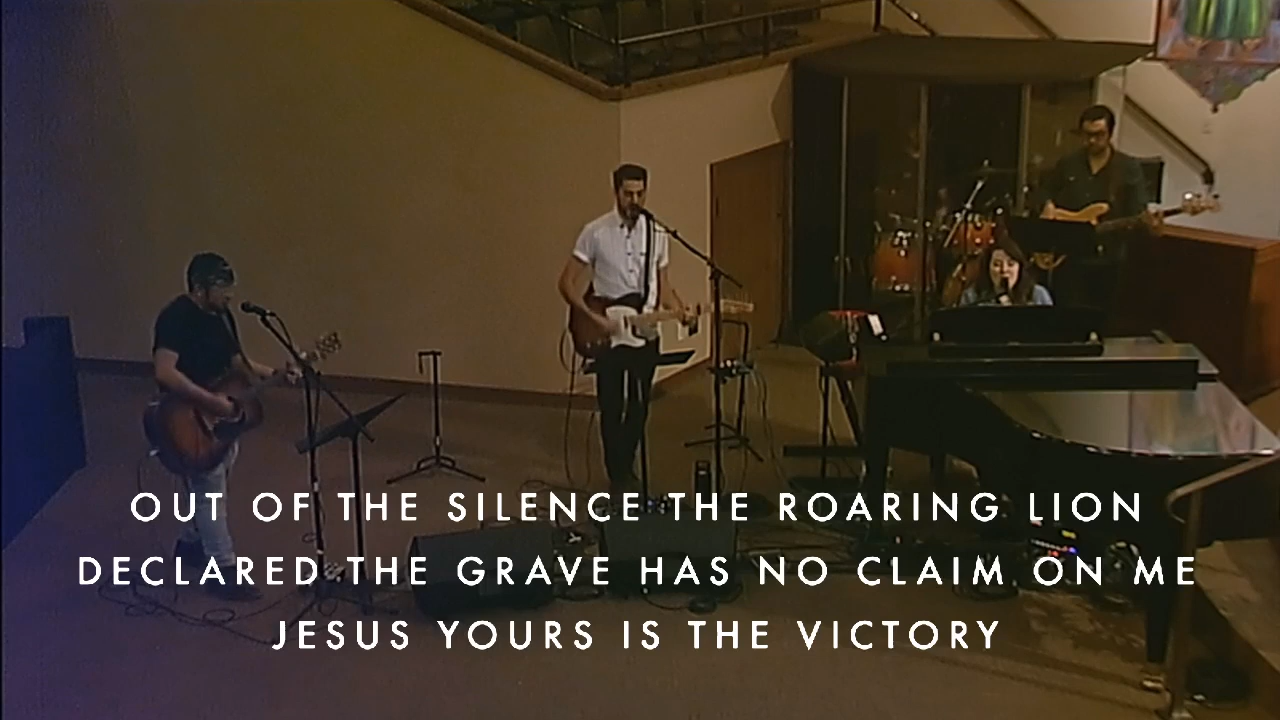 OUT OF THE SILENCE THE ROARING LION
DECLARED THE GRAVE HAS NO CLAIM ON ME
JESUS YOURS IS THE VICTORY